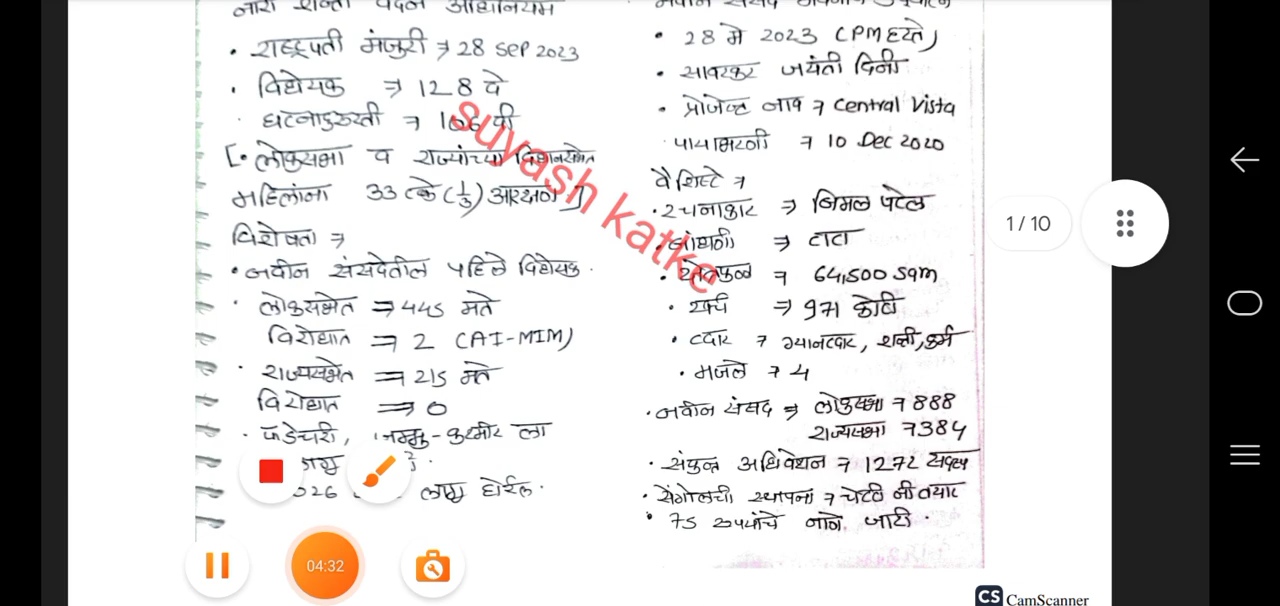 नारी शक्ती वंदन अधिनियम
• राष्ट्रपती मंजुरी ⇒ 28 sep 2023
• विधेयक ⇒ 128 वे
घटनादुरुस्ती ⇒ 106 वी
[• लोकसभा व राज्यांच्या विधानसभेत
महिलांना 33 टक्के (1/3) आरक्षण]
विशेषता ⇒
• नवीन संसदेतील पहिले विधेयक.
• लोकसभेत ⇒ 445 मते
विरोधात ⇒ 2 (AI-MIM)
• राज्यसभेत ⇒ 215 मते
विरोधात ⇒ 0
जम्मु-कश्मीर ला
लागू
026 लागू होईल.
• 28 मे 2023 (PM हस्ते)
• सावरकर जयंती दिनी
• प्रोजेक्ट नाव ⇒ Central Vista
पायाभरणी ⇒ 10 Dec 2020
वैशिष्टे ⇒
• रचनाकार ⇒ बिमल पटेल
• बांधणी ⇒ टाटा
• क्षेत्रफळ ⇒ 64,500 sqm
• खर्च ⇒ 971 कोटी
• द्वार ⇒ ग्यानद्वार, शक्ती, कर्म
• मजले ⇒ 4
• नवीन संसद ⇒ लोकसभा ⇒ 888
राज्यसभा ⇒ 384
• संयुक्त अधिवेशन ⇒ 1272 सदस्य
• सेंगोलची स्थापना ⇒ चेट्टी नी तयार
• 75 रुपयांचे नाणे जारी.
suyash katke
1 / 10
04:32
CS CamScanner